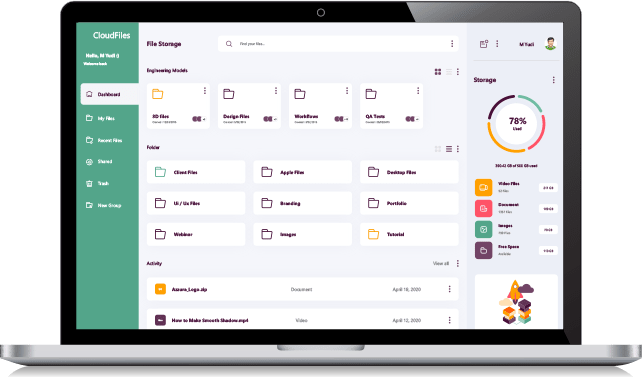 CloudFiles
Hello, M Yudi :)
Welcome back
Dashboard
My Files
Recent Files
Shared
Trash
New Group
File Storage
Find your files..
Engineering Models
3D Files
Design Files
Workflows
QA Tests
Folder
Client Files
Apple Files
Desktop Files
Ui / Ux Files
Branding
Portfolio
Webinar
Images
Tutorial
Activity
View all
Azaara_Logo.zip
Document
April 18, 2020
How to Make Smooth Shadow.mp4
Video
April 12, 2020
M Yudi
Storage
78%
Used
Video Files
Document
Images
Free Space